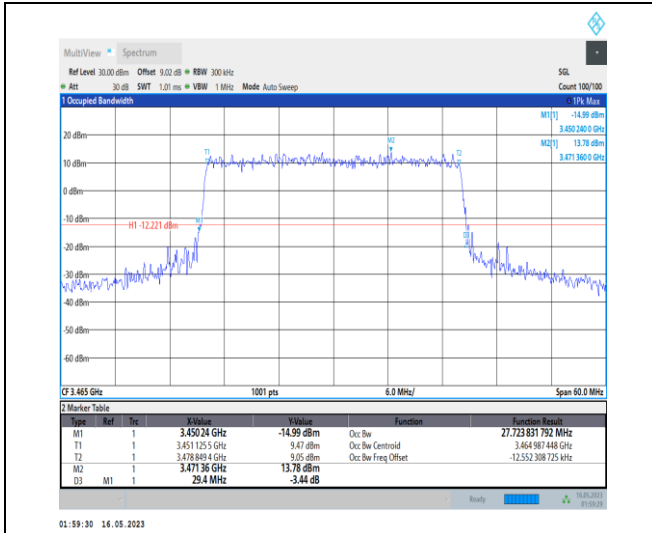 MultiView Spectrum
Ref Level 30.00 dBm Offset 9.02 dB RBW 300 kHz SGL
Att 30 dB SWT 1.01 ms VBW 1 MHz Mode Auto Sweep Count 100/100
1 Occupied Bandwidth 1Pk Max
M1[1] -14.99 dBm
3.450 240 0 GHz
M2[1] 13.78 dBm
3.471 360 0 GHz
20 dBm
M2
T1 T2
10 dBm
0 dBm
-10 dBm
H1 -12.221 dBm
M1
D3
-20 dBm
-30 dBm
-40 dBm
-50 dBm
-60 dBm
CF 3.465 GHz 1001 pts 6.0 MHz/ Span 60.0 MHz
2 Marker Table
Type Ref Trc X-Value Y-Value Function Function Result
M1 1 3.450 24 GHz -14.99 dBm Occ Bw 27.723 831 792 MHz
T1 1 3.451 125 5 GHz 9.47 dBm Occ Bw Centroid 3.464 987 448 GHz
T2 1 3.478 849 4 GHz 9.05 dBm Occ Bw Freq Offset -12.552 308 725 kHz
M2 1 3.471 36 GHz 13.78 dBm
D3 M1 1 29.4 MHz -3.44 dB
Ready 16.05.2023
01:59:29
01:59:30 16.05.2023